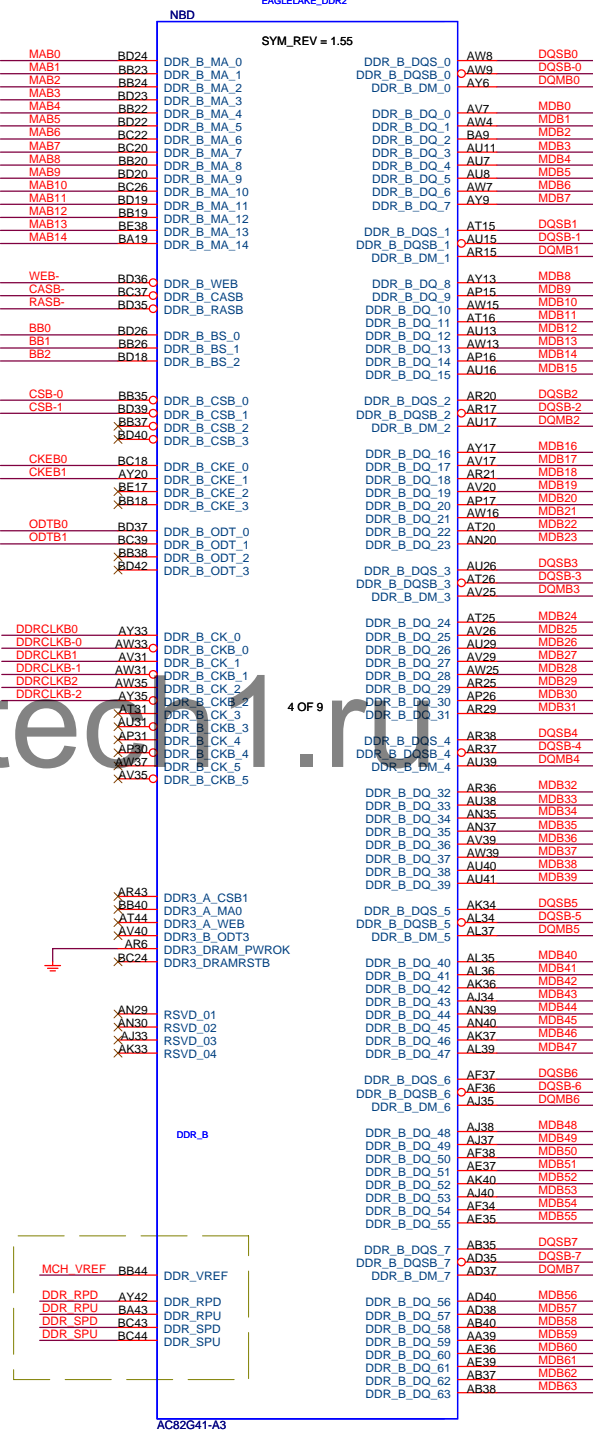 EAGLELAKE_DDR2
NBD
SYM_REV = 1.55
MAB0 BD24 DDR_B_MA_0
MAB1 BB23 DDR_B_MA_1
MAB2 BB24 DDR_B_MA_2
MAB3 BD23 DDR_B_MA_3
MAB4 BB22 DDR_B_MA_4
MAB5 BD22 DDR_B_MA_5
MAB6 BC22 DDR_B_MA_6
MAB7 BC20 DDR_B_MA_7
MAB8 BB20 DDR_B_MA_8
MAB9 BD20 DDR_B_MA_9
MAB10 BC26 DDR_B_MA_10
MAB11 BD19 DDR_B_MA_11
MAB12 BB19 DDR_B_MA_12
MAB13 BE38 DDR_B_MA_13
MAB14 BA19 DDR_B_MA_14
WEB- BD36 DDR_B_WEB
CASB- BC37 DDR_B_CASB
RASB- BD35 DDR_B_RASB
BB0 BD26 DDR_B_BS_0
BB1 BB26 DDR_B_BS_1
BB2 BD18 DDR_B_BS_2
CSB-0 BB35 DDR_B_CSB_0
CSB-1 BD39 DDR_B_CSB_1
BB37 DDR_B_CSB_2
BD40 DDR_B_CSB_3
CKEB0 BC18 DDR_B_CKE_0
CKEB1 AY20 DDR_B_CKE_1
BE17 DDR_B_CKE_2
BB18 DDR_B_CKE_3
ODTB0 BD37 DDR_B_ODT_0
ODTB1 BC39 DDR_B_ODT_1
BB38 DDR_B_ODT_2
BD42 DDR_B_ODT_3
DDRCLKB0 AY33 DDR_B_CK_0
DDRCLKB-0 AW33 DDR_B_CKB_0
DDRCLKB1 AV31 DDR_B_CK_1
DDRCLKB-1 AW31 DDR_B_CKB_1
DDRCLKB2 AW35 DDR_B_CK_2
DDRCLKB-2 AY35 DDR_B_CKB_2
AT31 DDR_B_CK_3
AU31 DDR_B_CKB_3
AP31 DDR_B_CK_4
AP30 DDR_B_CKB_4
AW37 DDR_B_CK_5
AV35 DDR_B_CKB_5
4 OF 9
tech1.ru
AR43 DDR3_A_CSB1
BB40 DDR3_A_MA0
AT44 DDR3_A_WEB
AV40 DDR3_B_ODT3
AR6 DDR3_DRAM_PWROK
BC24 DDR3_DRAMRSTB
AN29 RSVD_01
AN30 RSVD_02
AJ33 RSVD_03
AK33 RSVD_04
DDR_B
MCH_VREF BB44 DDR_VREF
DDR_RPD AY42 DDR_RPD
DDR_RPU BA43 DDR_RPU
DDR_SPD BC43 DDR_SPD
DDR_SPU BC44 DDR_SPU
DDR_B_DQS_0 AW8 DQSB0
DDR_B_DQSB_0 AW9 DQSB-0
DDR_B_DM_0 AY6 DQMB0
DDR_B_DQ_0 AV7 MDB0
DDR_B_DQ_1 AW4 MDB1
DDR_B_DQ_2 BA9 MDB2
DDR_B_DQ_3 AU11 MDB3
DDR_B_DQ_4 AU7 MDB4
DDR_B_DQ_5 AU8 MDB5
DDR_B_DQ_6 AW7 MDB6
DDR_B_DQ_7 AY9 MDB7
DDR_B_DQS_1 AT15 DQSB1
DDR_B_DQSB_1 AU15 DQSB-1
DDR_B_DM_1 AR15 DQMB1
DDR_B_DQ_8 AY13 MDB8
DDR_B_DQ_9 AP15 MDB9
DDR_B_DQ_10 AW15 MDB10
DDR_B_DQ_11 AT16 MDB11
DDR_B_DQ_12 AU13 MDB12
DDR_B_DQ_13 AW13 MDB13
DDR_B_DQ_14 AP16 MDB14
DDR_B_DQ_15 AU16 MDB15
DDR_B_DQS_2 AR20 DQSB2
DDR_B_DQSB_2 AR17 DQSB-2
DDR_B_DM_2 AU17 DQMB2
DDR_B_DQ_16 AY17 MDB16
DDR_B_DQ_17 AV17 MDB17
DDR_B_DQ_18 AR21 MDB18
DDR_B_DQ_19 AV20 MDB19
DDR_B_DQ_20 AP17 MDB20
DDR_B_DQ_21 AW16 MDB21
DDR_B_DQ_22 AT20 MDB22
DDR_B_DQ_23 AN20 MDB23
DDR_B_DQS_3 AU26 DQSB3
DDR_B_DQSB_3 AT26 DQSB-3
DDR_B_DM_3 AV25 DQMB3
DDR_B_DQ_24 AT25 MDB24
DDR_B_DQ_25 AV26 MDB25
DDR_B_DQ_26 AU29 MDB26
DDR_B_DQ_27 AV29 MDB27
DDR_B_DQ_28 AW25 MDB28
DDR_B_DQ_29 AR25 MDB29
DDR_B_DQ_30 AP26 MDB30
DDR_B_DQ_31 AR29 MDB31
DDR_B_DQS_4 AR38 DQSB4
DDR_B_DQSB_4 AR37 DQSB-4
DDR_B_DM_4 AU39 DQMB4
DDR_B_DQ_32 AR36 MDB32
DDR_B_DQ_33 AU38 MDB33
DDR_B_DQ_34 AN35 MDB34
DDR_B_DQ_35 AN37 MDB35
DDR_B_DQ_36 AV39 MDB36
DDR_B_DQ_37 AW39 MDB37
DDR_B_DQ_38 AU40 MDB38
DDR_B_DQ_39 AU41 MDB39
DDR_B_DQS_5 AK34 DQSB5
DDR_B_DQSB_5 AL34 DQSB-5
DDR_B_DM_5 AL37 DQMB5
DDR_B_DQ_40 AL35 MDB40
DDR_B_DQ_41 AL36 MDB41
DDR_B_DQ_42 AK36 MDB42
DDR_B_DQ_43 AJ34 MDB43
DDR_B_DQ_44 AN39 MDB44
DDR_B_DQ_45 AN40 MDB45
DDR_B_DQ_46 AK37 MDB46
DDR_B_DQ_47 AL39 MDB47
DDR_B_DQS_6 AF37 DQSB6
DDR_B_DQSB_6 AF36 DQSB-6
DDR_B_DM_6 AJ35 DQMB6
DDR_B_DQ_48 AJ38 MDB48
DDR_B_DQ_49 AJ37 MDB49
DDR_B_DQ_50 AF38 MDB50
DDR_B_DQ_51 AE37 MDB51
DDR_B_DQ_52 AK40 MDB52
DDR_B_DQ_53 AJ40 MDB53
DDR_B_DQ_54 AF34 MDB54
DDR_B_DQ_55 AE35 MDB55
DDR_B_DQS_7 AB35 DQSB7
DDR_B_DQSB_7 AD35 DQSB-7
DDR_B_DM_7 AD37 DQMB7
DDR_B_DQ_56 AD40 MDB56
DDR_B_DQ_57 AD38 MDB57
DDR_B_DQ_58 AB40 MDB58
DDR_B_DQ_59 AA39 MDB59
DDR_B_DQ_60 AE36 MDB60
DDR_B_DQ_61 AE39 MDB61
DDR_B_DQ_62 AB37 MDB62
DDR_B_DQ_63 AB38 MDB63
AC82G41-A3